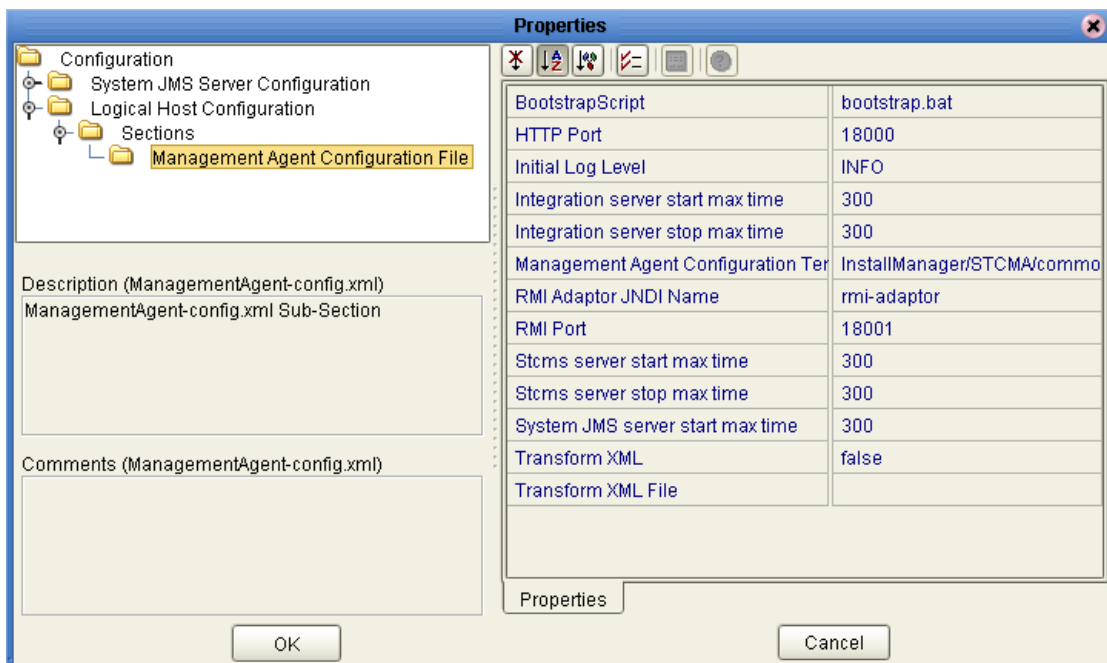 Properties
Configuration
System JMS Server Configuration
Logical Host Configuration
Sections
Management Agent Configuration File
Description (ManagementAgent-config.xml)
ManagementAgent-config.xml Sub-Section
Comments (ManagementAgent-config.xml)
BootstrapScript bootstrap.bat
HTTP Port 18000
Initial Log Level INFO
Integration server start max time 300
Integration server stop max time 300
Management Agent Configuration Ter InstallManager/STCMA/commo
RMI Adaptor JNDI Name rmi-adaptor
RMI Port 18001
Stcms server start max time 300
Stcms server stop max time 300
System JMS server start max time 300
Transform XML false
Transform XML File
Properties
OK Cancel